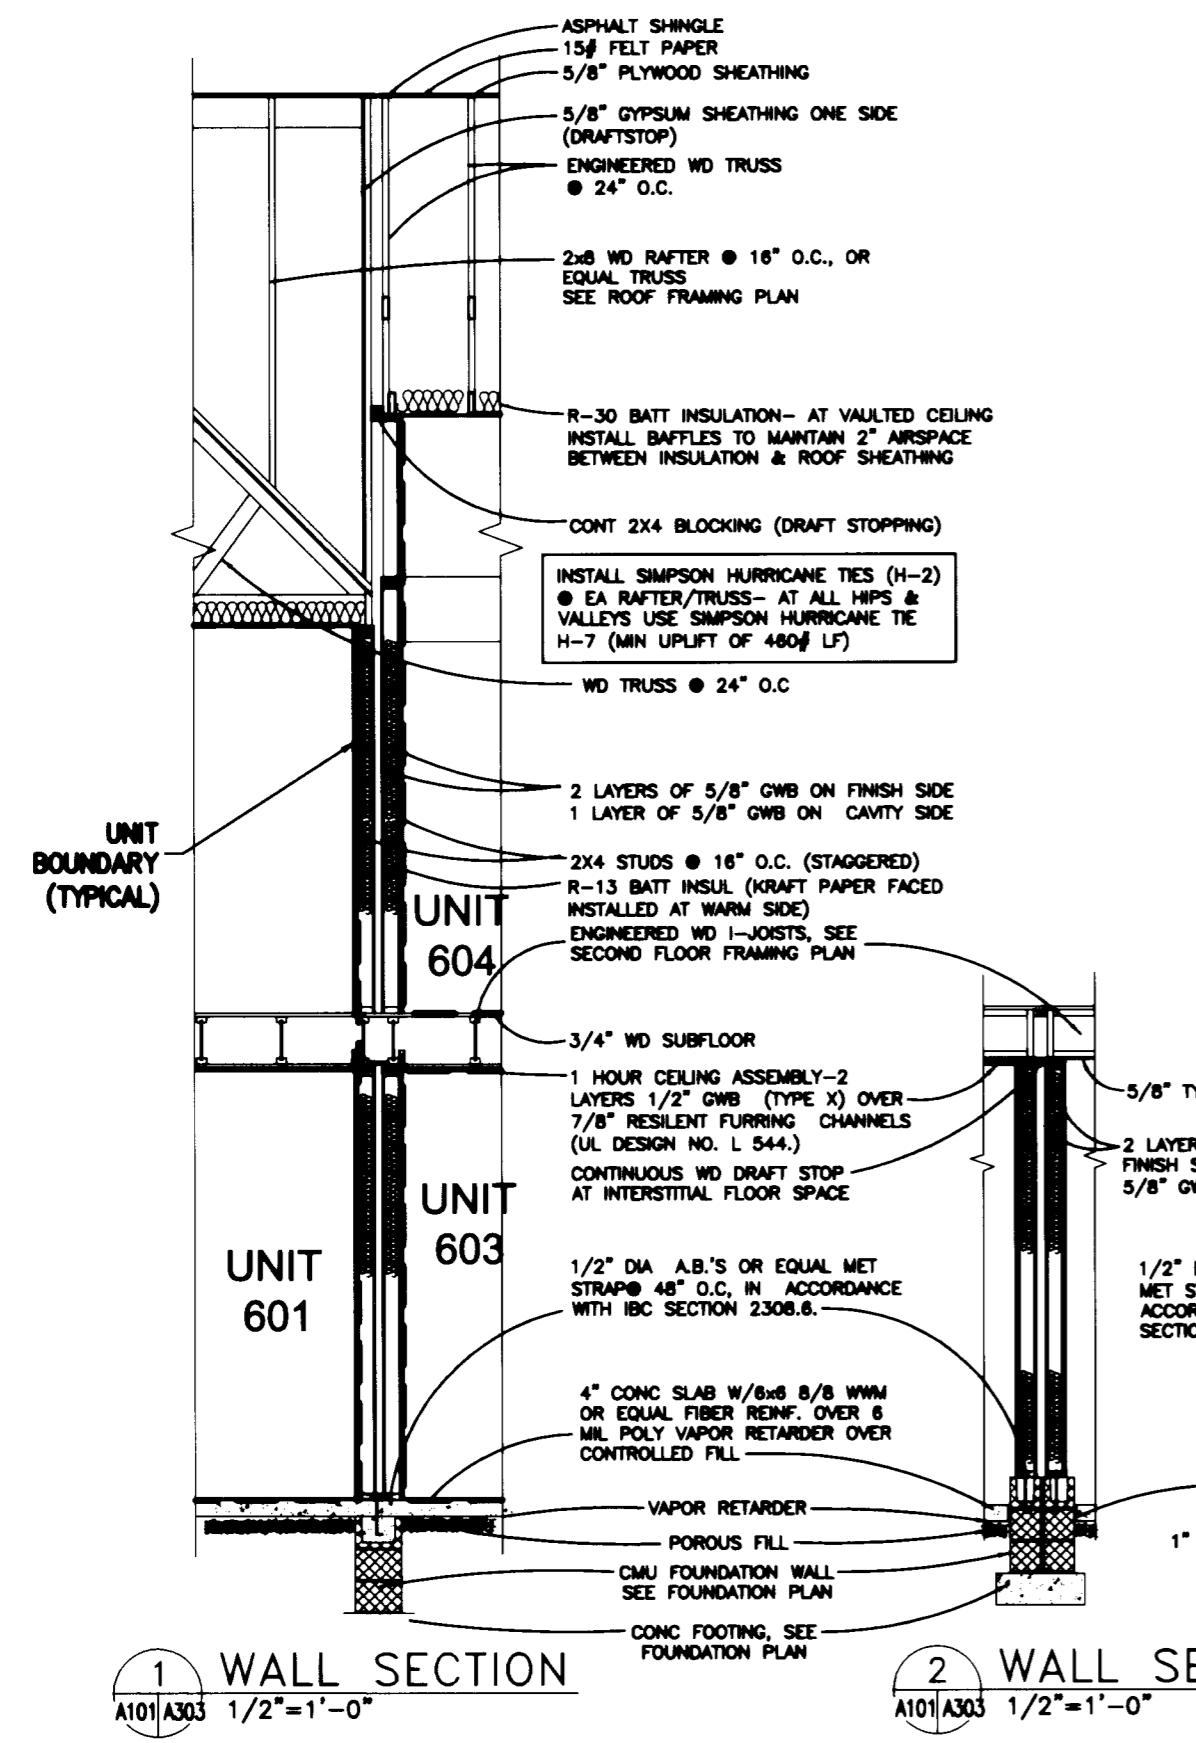 ASPHALT SHINGLE
15# FELT PAPER
5/8" PLYWOOD SHEATHING
5/8" GYPSUM SHEATHING ONE SIDE
(DRAFTSTOP)
ENGINEERED WD TRUSS
@ 24" O.C.
2x8 WD RAFTER @ 16" O.C., OR
EQUAL TRUSS
SEE ROOF FRAMING PLAN
R-30 BATT INSULATION- AT VAULTED CEILING
INSTALL BAFFLES TO MAINTAIN 2" AIRSPACE
BETWEEN INSULATION & ROOF SHEATHING
CONT 2X4 BLOCKING (DRAFT STOPPING)
INSTALL SIMPSON HURRICANE TIES (H-2)
@ EA RAFTER/TRUSS- AT ALL HIPS &
VALLEYS USE SIMPSON HURRICANE TIE
H-7 (MIN UPLIFT OF 460# LF)
WD TRUSS @ 24" O.C
2 LAYERS OF 5/8" GWB ON FINISH SIDE
1 LAYER OF 5/8" GWB ON CAVITY SIDE
UNIT
BOUNDARY
(TYPICAL)
2X4 STUDS @ 16" O.C. (STAGGERED)
R-13 BATT INSUL (KRAFT PAPER FACED
INSTALLED AT WARM SIDE)
UNIT
604
ENGINEERED WD I-JOISTS, SEE
SECOND FLOOR FRAMING PLAN
3/4" WD SUBFLOOR
1 HOUR CEILING ASSEMBLY-2
LAYERS 1/2" GWB (TYPE X) OVER
7/8" RESILENT FURRING CHANNELS
(UL DESIGN NO. L 544.)
CONTINUOUS WD DRAFT STOP
AT INTERSTITIAL FLOOR SPACE
5/8" TY
2 LAYER
FINISH S
5/8" GW
UNIT
603
UNIT
601
1/2" DIA A.B.'S OR EQUAL MET
STRAP@ 48" O.C, IN ACCORDANCE
WITH IBC SECTION 2308.6.
1/2"
MET S
ACCOR
SECTIO
4" CONC SLAB W/6x6 8/8 WWM
OR EQUAL FIBER REINF. OVER 6
MIL POLY VAPOR RETARDER OVER
CONTROLLED FILL
VAPOR RETARDER
POROUS FILL
1"
CMU FOUNDATION WALL
SEE FOUNDATION PLAN
CONC FOOTING, SEE
FOUNDATION PLAN
1 WALL SECTION
A101 A303 1/2"=1'-0"
2 WALL SE
A101 A303 1/2"=1'-0"